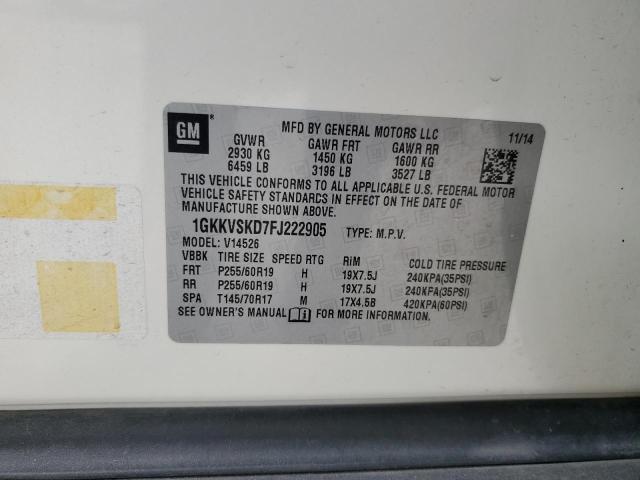 GM
MFD BY GENERAL MOTORS LLC 11/14
GVWR GAWR FRT GAWR RR
2930 KG 1450 KG 1600 KG
6459 LB 3196 LB 3527 LB
THIS VEHICLE CONFORMS TO ALL APPLICABLE U.S. FEDERAL MOTOR
VEHICLE SAFETY STANDARDS IN EFFECT ON THE DATE OF
MANUFACTURE SHOWN ABOVE.
1GKKVSKD7FJ222905 TYPE: M.P.V.
MODEL: V14526
VBBK TIRE SIZE SPEED RTG RIM COLD TIRE PRESSURE
FRT P255/60R19 H 19X7.5J 240KPA(35PSI)
RR P255/60R19 H 19X7.5J 240KPA(35PSI)
SPA T145/70R17 M 17X4.5B 420KPA(60PSI)
SEE OWNER'S MANUAL FOR MORE INFORMATION.